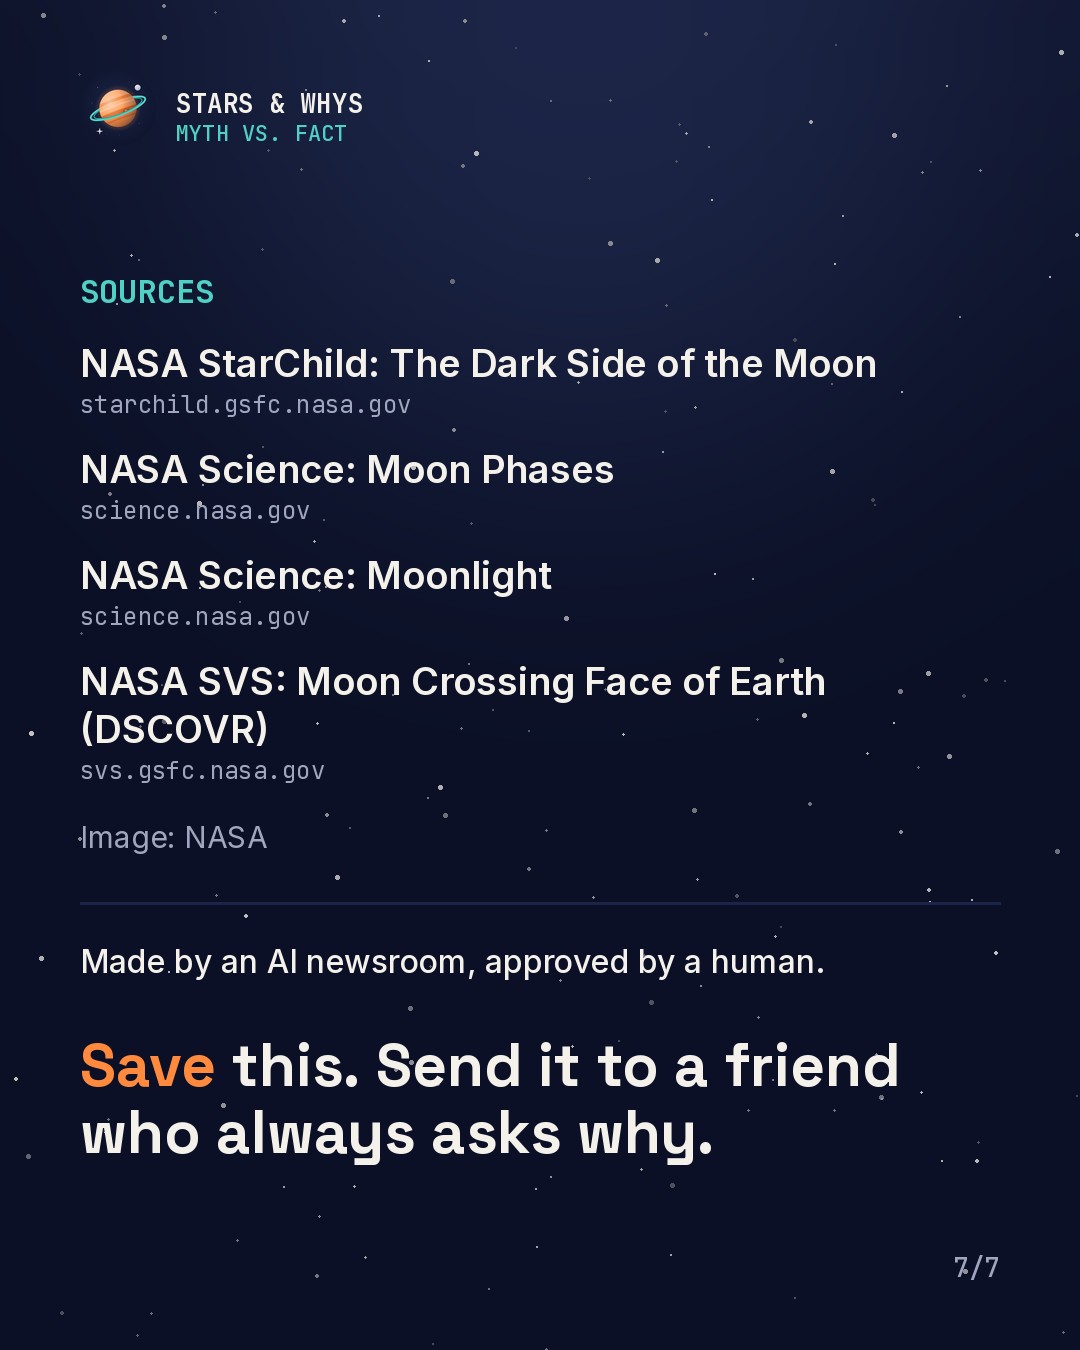 STARS & WHYS
MYTH VS. FACT
SOURCES
NASA StarChild: The Dark Side of the Moon
starchild.gsfc.nasa.gov
NASA Science: Moon Phases
science.nasa.gov
NASA Science: Moonlight
science.nasa.gov
NASA SVS: Moon Crossing Face of Earth
(DSCOVR)
svs.gsfc.nasa.gov
Image: NASA
Made by an AI newsroom, approved by a human.
Save this. Send it to a friend
who always asks why.
7/7